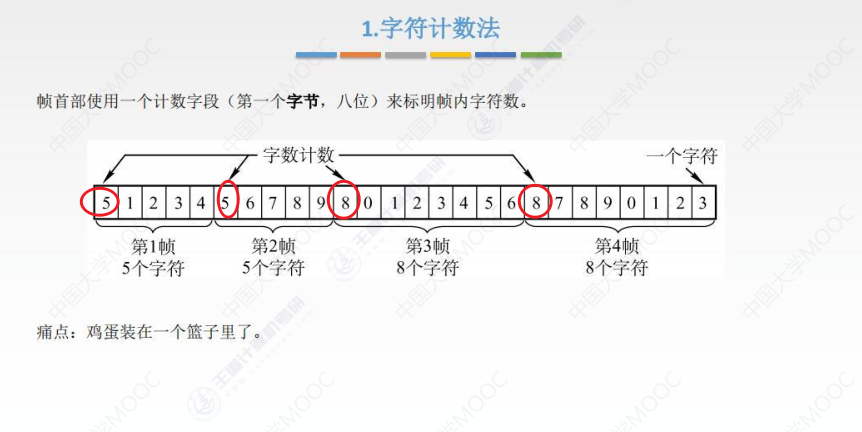 1.字符计数法
帧首部使用一个计数字段（第一个字节，八位）来标明帧内字符数。
字数计数 一个字符
5 1 2 3 4 5 6 7 8 9 8 0 1 2 3 4 5 6 8 7 8 9 0 1 2 3
第1帧 第2帧 第3帧 第4帧
5个字符 5个字符 8个字符 8个字符
痛点：鸡蛋装在一个篮子里了。
中国大学MOOC
王道计算机考研